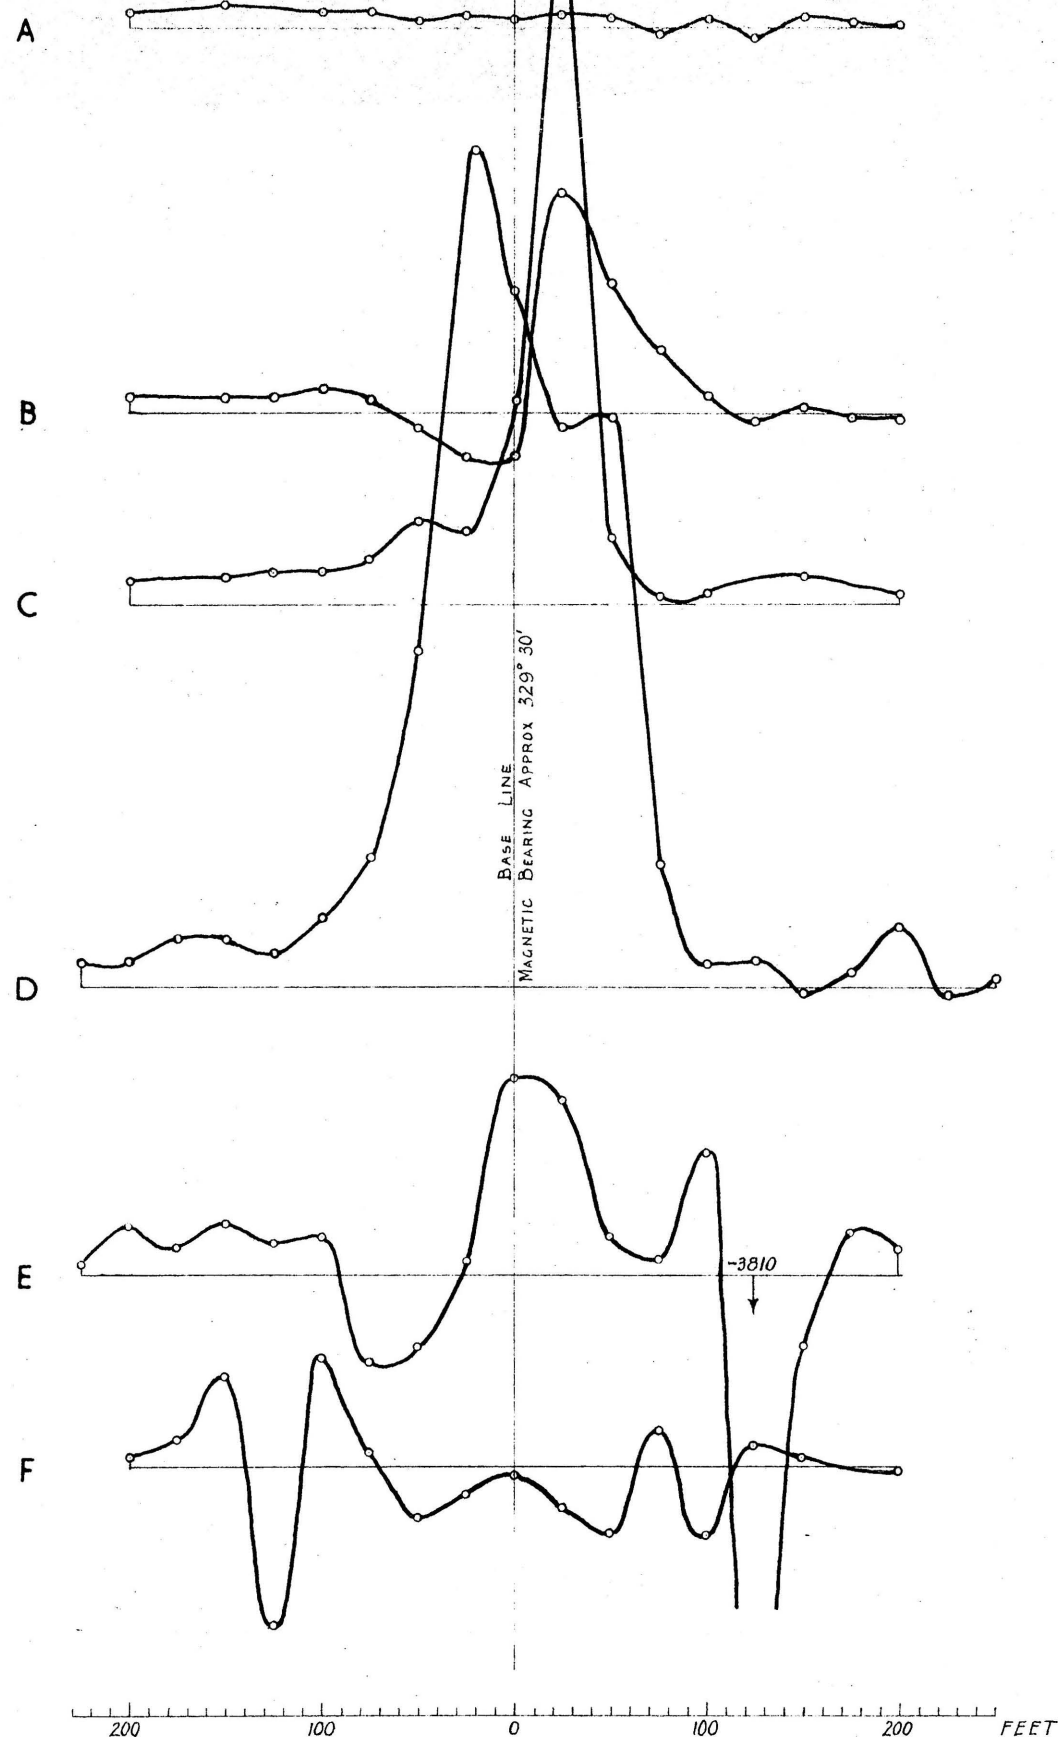 A
B
C
BASE LINE
MAGNETIC BEARING APPROX 329° 30'
D
-3810
E
F
200 100 0 100 200 FEET